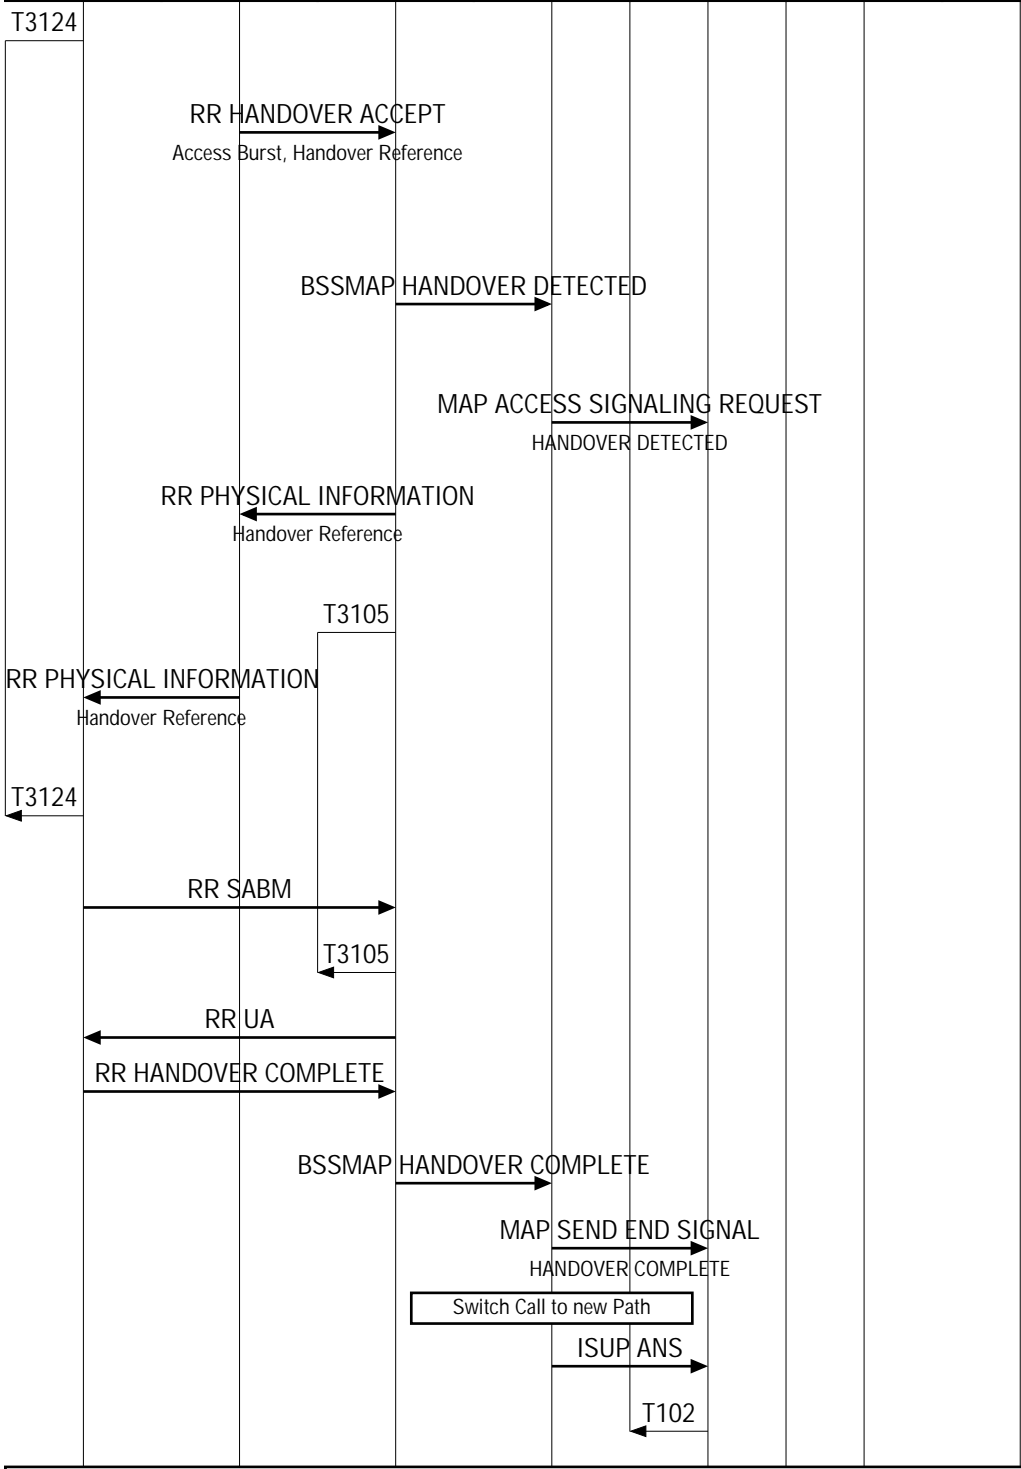 T3124
RR HANDOVER ACCEPT
Access Burst, Handover Reference
BSSMAP HANDOVER DETECTED
MAP ACCESS SIGNALING REQUEST
HANDOVER DETECTED
RR PHYSICAL INFORMATION
Handover Reference
T3105
RR PHYSICAL INFORMATION
Handover Reference
T3124
RR SABM
T3105
RR UA
RR HANDOVER COMPLETE
BSSMAP HANDOVER COMPLETE
MAP SEND END SIGNAL
HANDOVER COMPLETE
Switch Call to new Path
ISUP ANS
T102